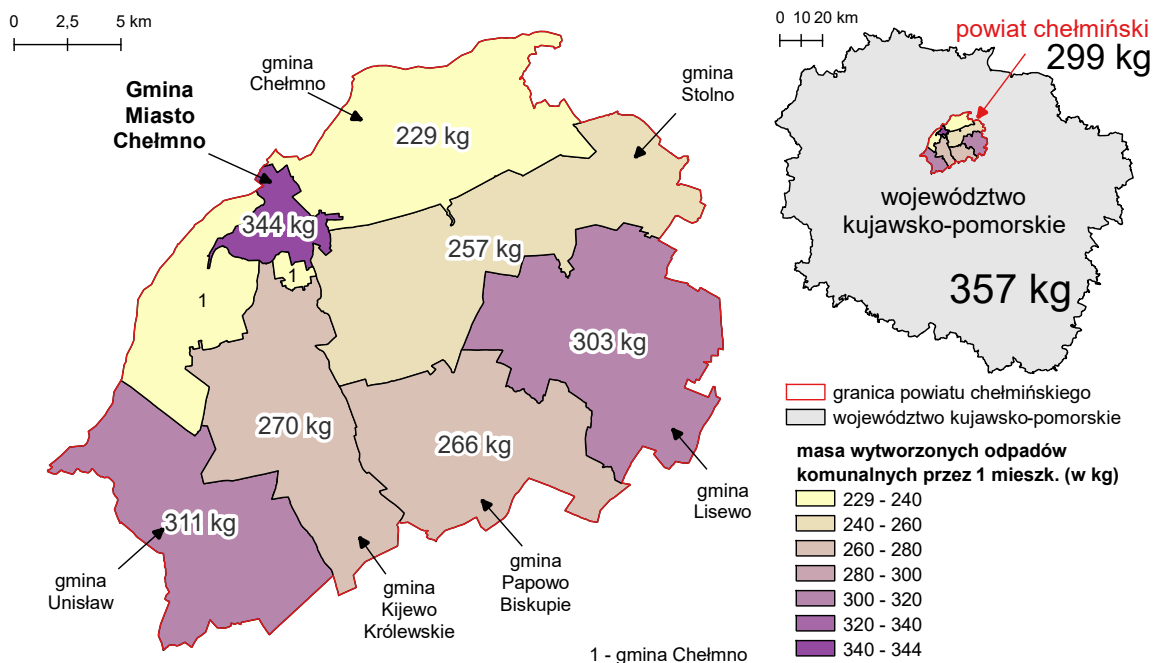 0 2,5 5 km
gmina
Chełmno
Gmina
Miasto
Chełmno
gmina
Stolno
229 kg
344 kg
257 kg
1
1
303 kg
270 kg
266 kg
311 kg
gmina
Lisewo
gmina
Unisław
gmina
Kijewo
Królewskie
gmina
Papowo
Biskupie
1 - gmina Chełmno
0 10 20 km
powiat chełmiński
299 kg
województwo
kujawsko-pomorskie
357 kg
granica powiatu chełmińskiego
województwo kujawsko-pomorskie
masa wytworzonych odpadów
komunalnych przez 1 mieszk. (w kg)
229 - 240
240 - 260
260 - 280
280 - 300
300 - 320
320 - 340
340 - 344